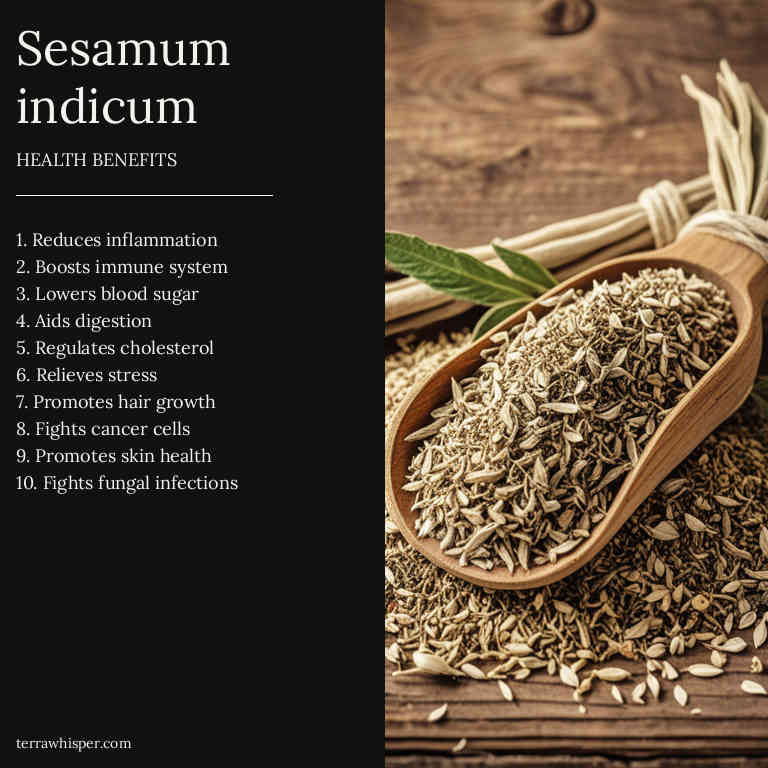 Sesamum
indicum
HEALTH BENEFITS
1. Reduces inflammation
2. Boosts immune system
3. Lowers blood sugar
4. Aids digestion
5. Regulates cholesterol
6. Relieves stress
7. Promotes hair growth
8. Fights cancer cells
9. Promotes skin health
10. Fights fungal infections
terrawhisper.com